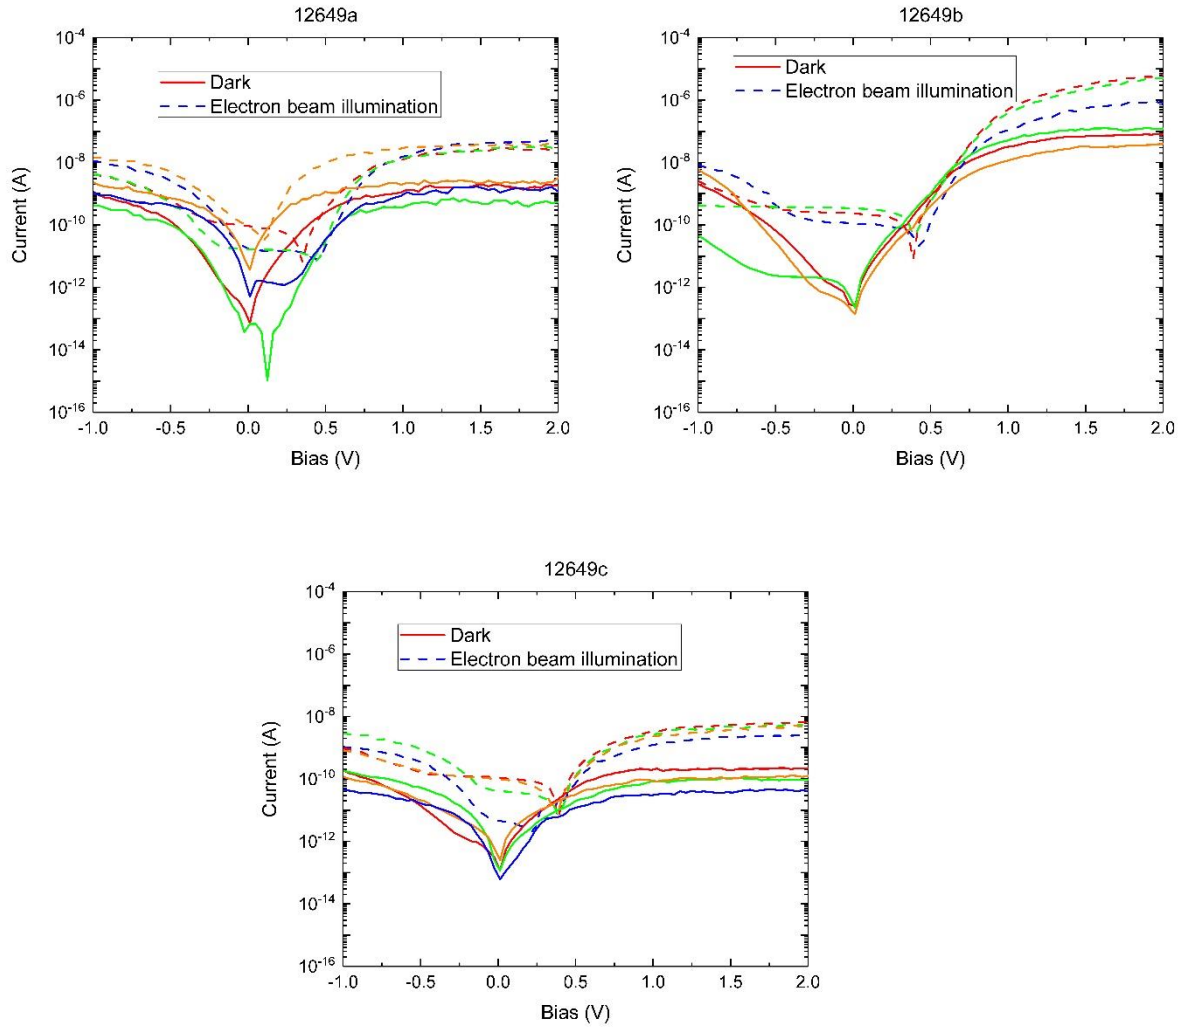 12649a
10⁻⁴
10⁻⁶
10⁻⁸
10⁻¹⁰
10⁻¹²
10⁻¹⁴
10⁻¹⁶
Current (A)
Dark
Electron beam illumination
-1.0 -0.5 0.0 0.5 1.0 1.5 2.0
Bias (V)
12649b
10⁻⁴
10⁻⁶
10⁻⁸
10⁻¹⁰
10⁻¹²
10⁻¹⁴
10⁻¹⁶
Current (A)
Dark
Electron beam illumination
-1.0 -0.5 0.0 0.5 1.0 1.5 2.0
Bias (V)
12649c
10⁻⁴
10⁻⁶
10⁻⁸
10⁻¹⁰
10⁻¹²
10⁻¹⁴
10⁻¹⁶
Current (A)
Dark
Electron beam illumination
-1.0 -0.5 0.0 0.5 1.0 1.5 2.0
Bias (V)